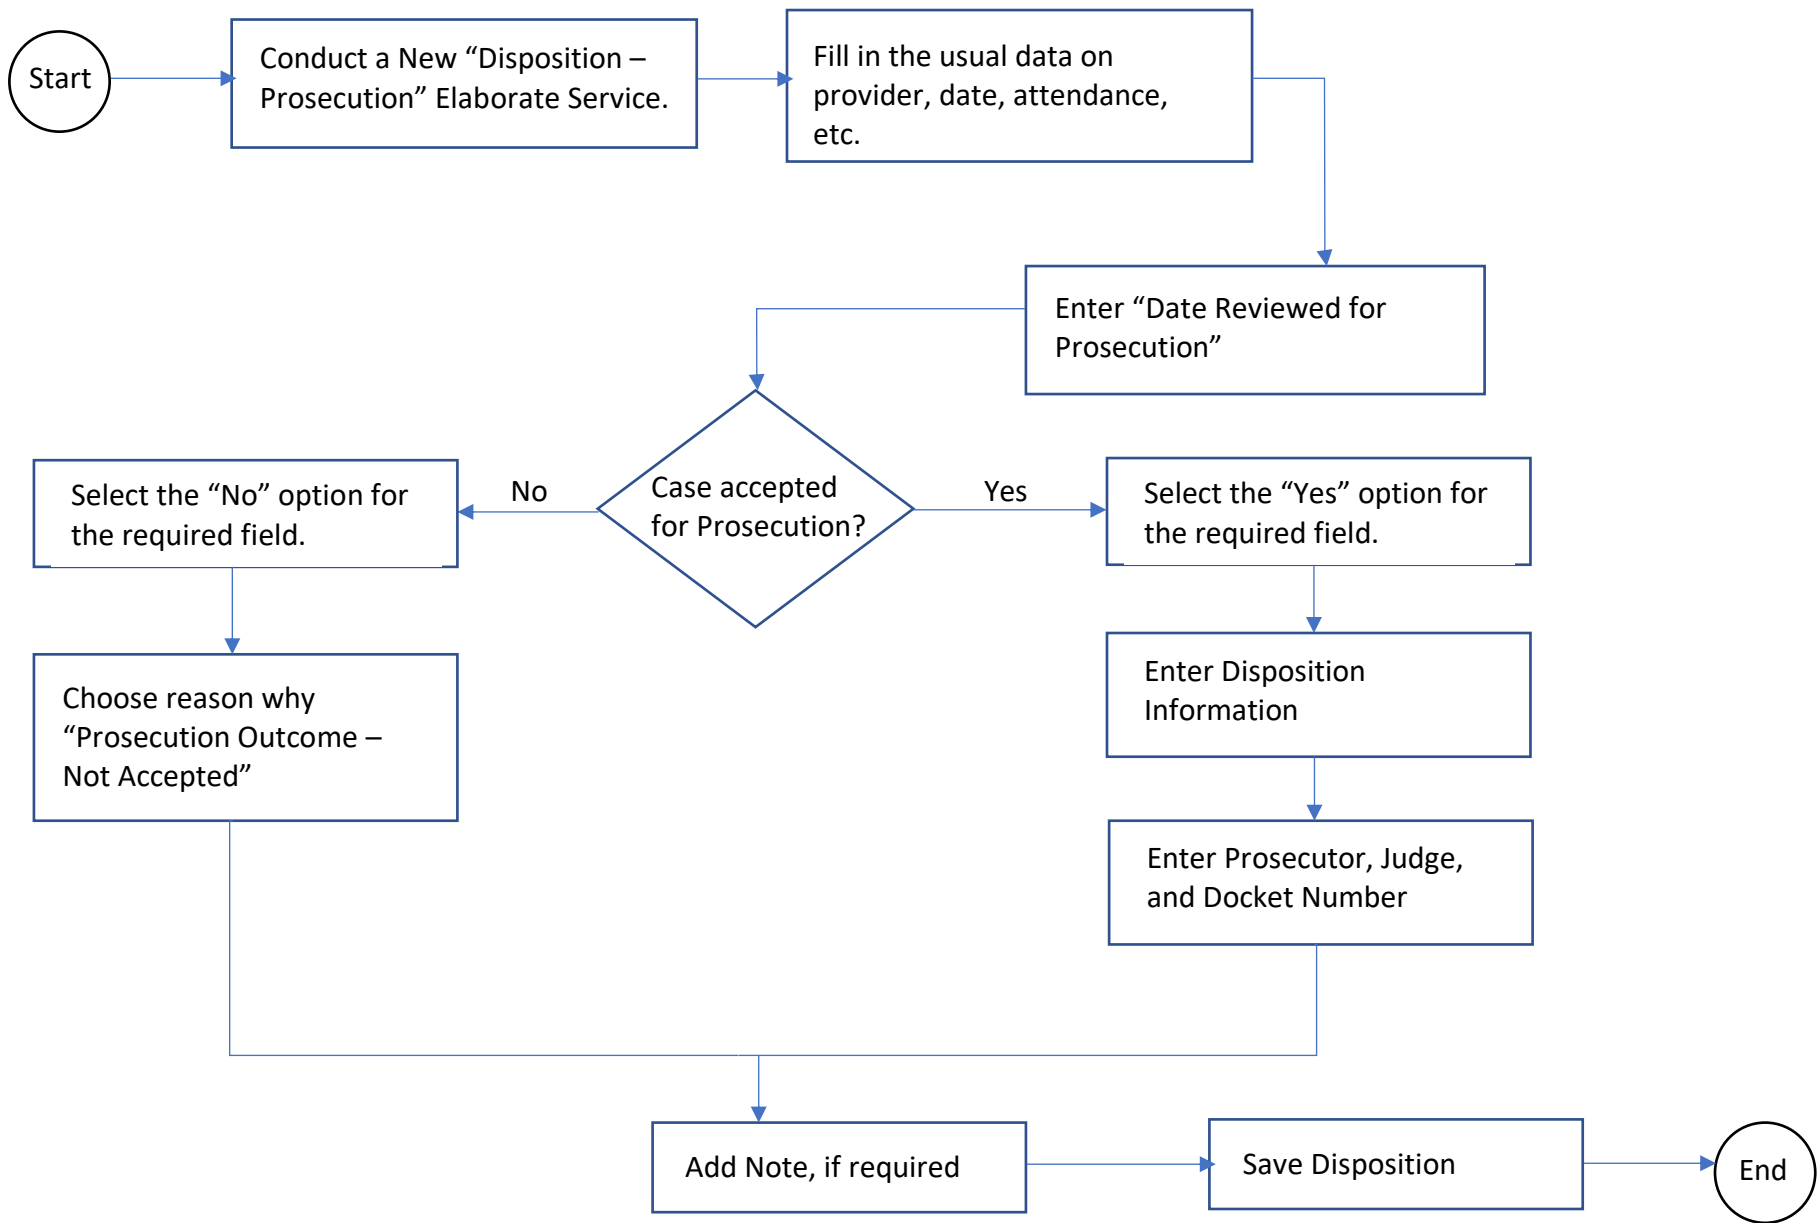 Start
Conduct a New “Disposition –
Prosecution” Elaborate Service.
Fill in the usual data on
provider, date, attendance,
etc.
Enter “Date Reviewed for
Prosecution”
Case accepted
for Prosecution?
No
Yes
Select the “No” option for
the required field.
Select the “Yes” option for
the required field.
Choose reason why
“Prosecution Outcome –
Not Accepted”
Enter Disposition
Information
Enter Prosecutor, Judge,
and Docket Number
Add Note, if required
Save Disposition
End